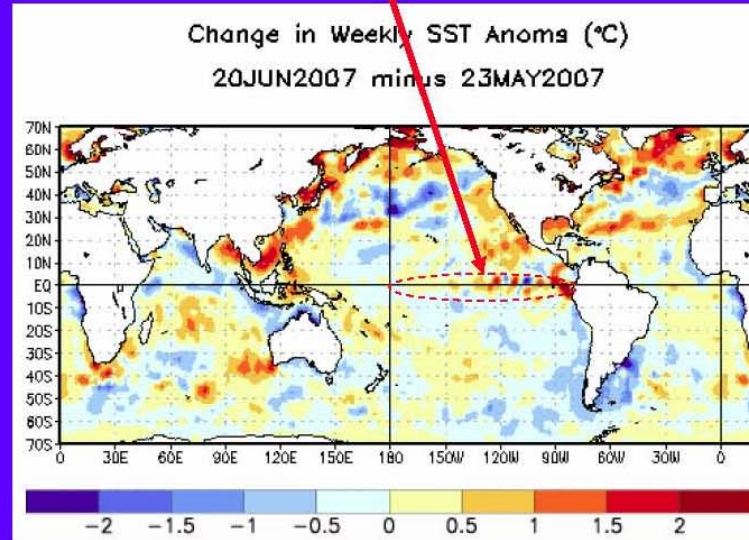 Change in Weekly SST Anoms (°C)
20JUN2007 minus 23MAY2007
70N
60N
50N
40N
30N
20N
10N
EQ
10S
20S
30S
40S
50S
60S
70S
0 30E 60E 90E 120E 150E 180 150W 120W 90W 60W 30W 0
-2 -1.5 -1 -0.5 0 0.5 1 1.5 2